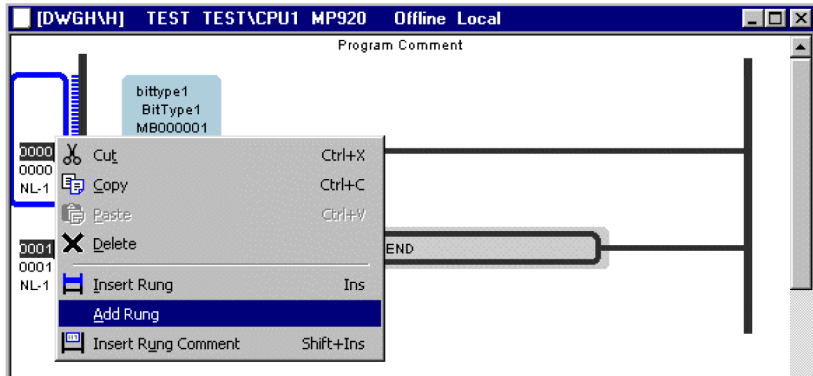 [DWGH\H] TEST TEST\CPU1 MP920 Offline Local
Program Comment
bittype1
BitType1
MB000001
0000
0000
NL-1
Cut Ctrl+X
Copy Ctrl+C
Paste Ctrl+V
Delete
0001
0001
NL-1
END
Insert Rung Ins
Add Rung
Insert Rung Comment Shift+Ins